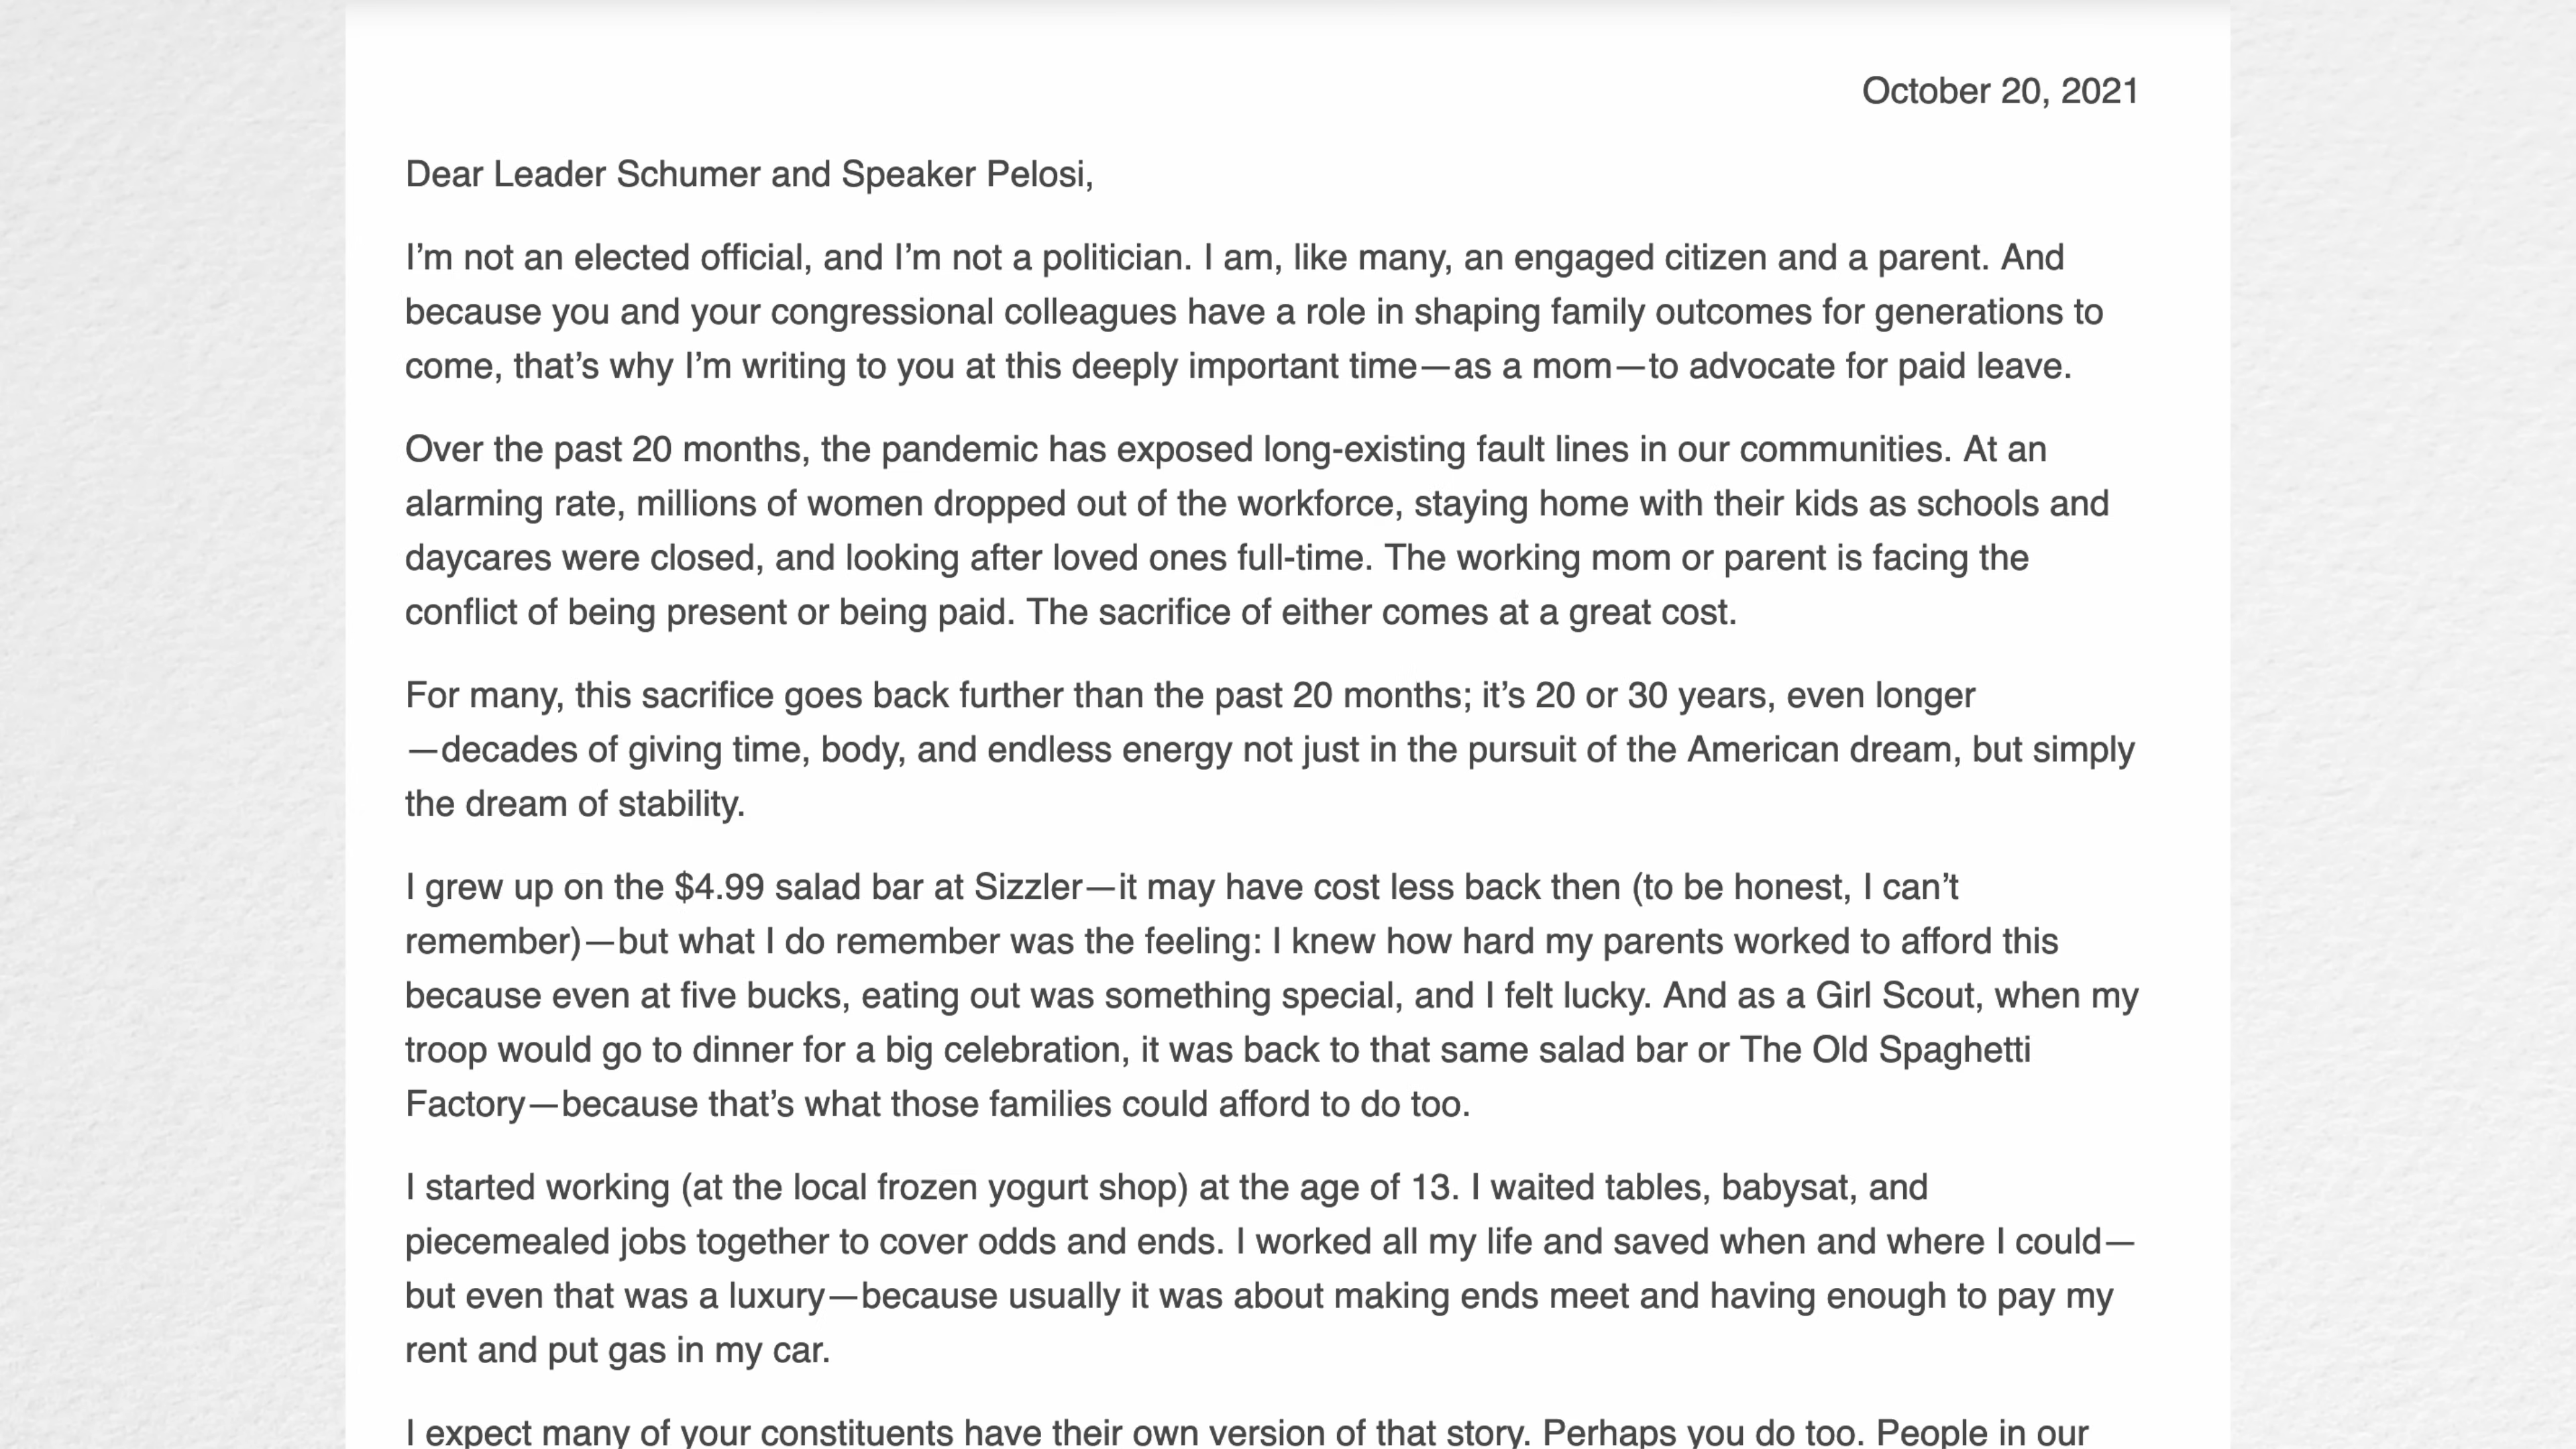 October 20, 2021
Dear Leader Schumer and Speaker Pelosi,
I’m not an elected official, and I’m not a politician. I am, like many, an engaged citizen and a parent. And
because you and your congressional colleagues have a role in shaping family outcomes for generations to
come, that’s why I’m writing to you at this deeply important time—as a mom—to advocate for paid leave.
Over the past 20 months, the pandemic has exposed long-existing fault lines in our communities. At an
alarming rate, millions of women dropped out of the workforce, staying home with their kids as schools and
daycares were closed, and looking after loved ones full-time. The working mom or parent is facing the
conflict of being present or being paid. The sacrifice of either comes at a great cost.
For many, this sacrifice goes back further than the past 20 months; it’s 20 or 30 years, even longer
—decades of giving time, body, and endless energy not just in the pursuit of the American dream, but simply
the dream of stability.
I grew up on the $4.99 salad bar at Sizzler—it may have cost less back then (to be honest, I can’t
remember)—but what I do remember was the feeling: I knew how hard my parents worked to afford this
because even at five bucks, eating out was something special, and I felt lucky. And as a Girl Scout, when my
troop would go to dinner for a big celebration, it was back to that same salad bar or The Old Spaghetti
Factory—because that’s what those families could afford to do too.
I started working (at the local frozen yogurt shop) at the age of 13. I waited tables, babysat, and
piecemealed jobs together to cover odds and ends. I worked all my life and saved when and where I could—
but even that was a luxury—because usually it was about making ends meet and having enough to pay my
rent and put gas in my car.
I expect many of your constituents have their own version of that story. Perhaps you do too. People in our